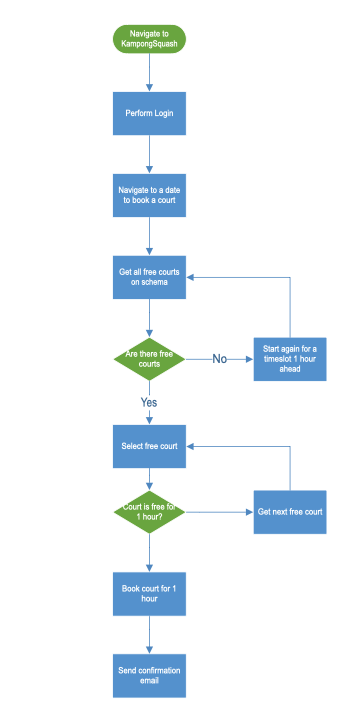 Navigate to
KampongSquash
Perform Login
Navigate to a date
to book a court
Get all free courts
on schema
Are there free
courts
No
Start again for a
timeslot 1 hour
ahead
Yes
Select free court
Court is free for
1 hour?
Get next free court
Book court for 1
hour
Send confirmation
email